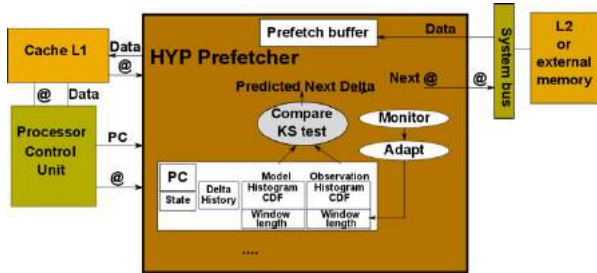 Cache L1
Data
@
@
Data
Processor
Control
Unit
PC
@
HYP Prefetcher
Prefetch buffer
Data
Predicted Next Delta
Next @
@
Compare
KS test
Monitor
Adapt
PC
State
Delta
History
Model
Histogram
CDF
Window
length
Observation
Histogram
CDF
Window
length
....
System bus
L2
or
external
memory